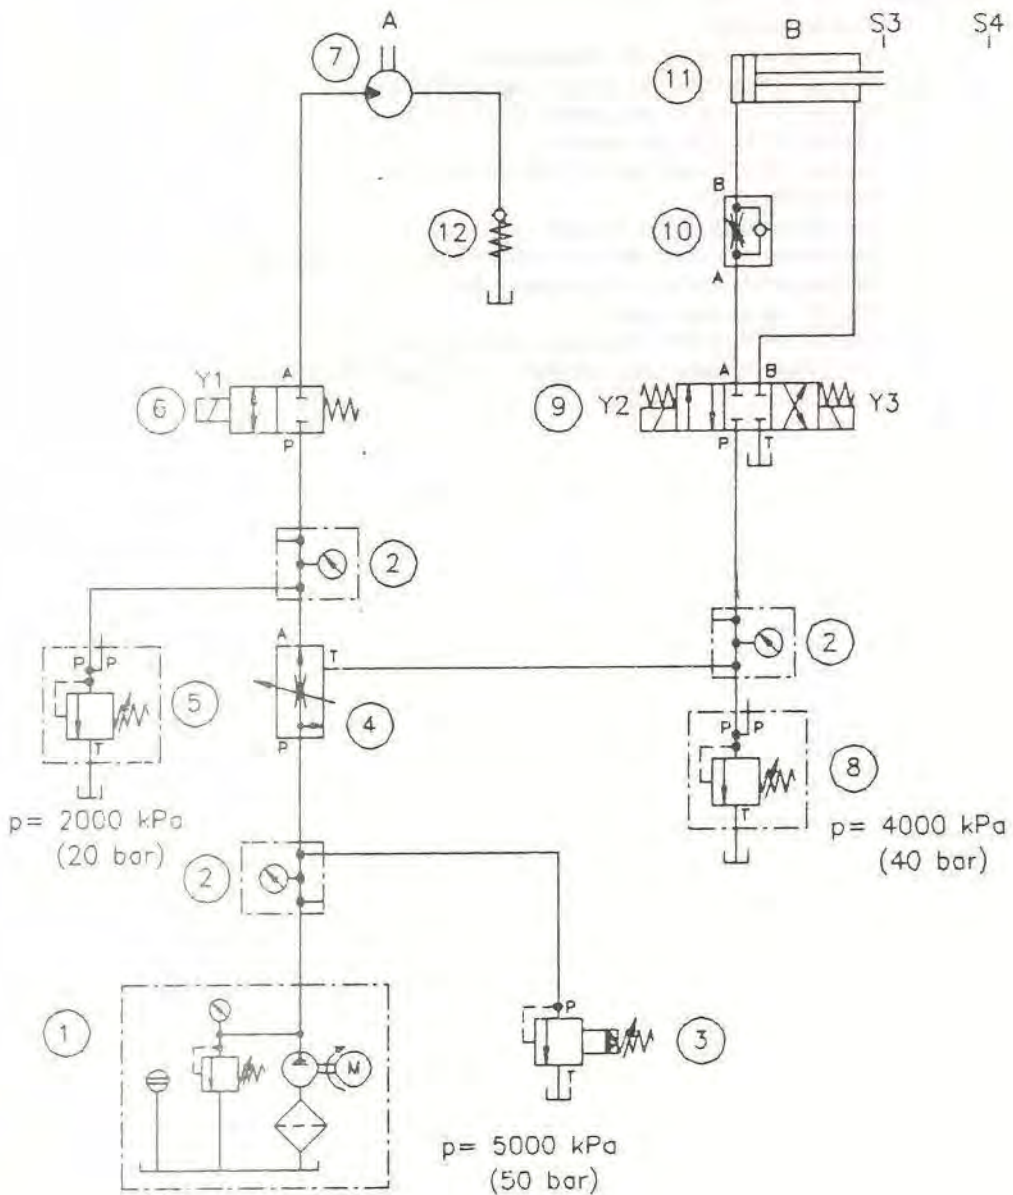 A
7
B
S3
S4
11
B
12
10
A
Y1
A
6
P
A
B
9
Y2
Y3
P
T
2
A
T
2
P
P
5
4
T
P
P
P
8
T
p= 2000 kPa
(20 bar)
p= 4000 kPa
(40 bar)
2
1
P
3
M
T
p= 5000 kPa
(50 bar)